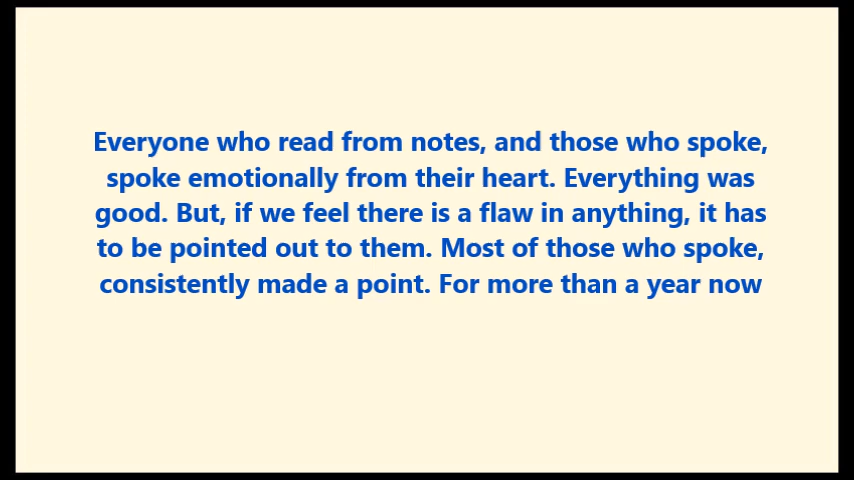 Everyone who read from notes, and those who spoke,
spoke emotionally from their heart. Everything was
good. But, if we feel there is a flaw in anything, it has
to be pointed out to them. Most of those who spoke,
consistently made a point. For more than a year now